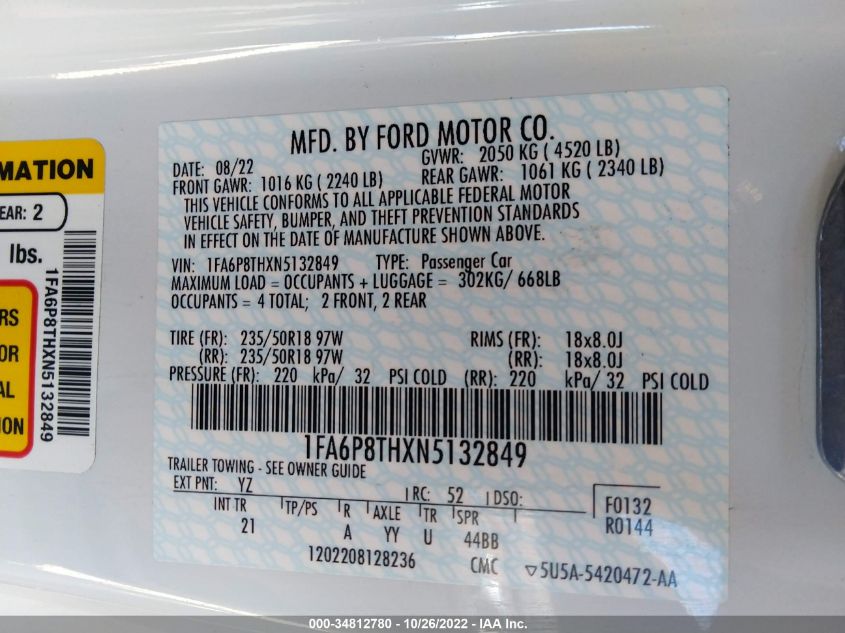 MATION
EAR: 2
lbs.
RS
OR
AL
ION
1FA6P8THXN5132849
MFD. BY FORD MOTOR CO.
DATE: 08/22 GVWR: 2050 KG ( 4520 LB)
FRONT GAWR: 1016 KG ( 2240 LB) REAR GAWR: 1061 KG ( 2340 LB)
THIS VEHICLE CONFORMS TO ALL APPLICABLE FEDERAL MOTOR
VEHICLE SAFETY, BUMPER, AND THEFT PREVENTION STANDARDS
IN EFFECT ON THE DATE OF MANUFACTURE SHOWN ABOVE.
VIN: 1FA6P8THXN5132849 TYPE: Passenger Car
MAXIMUM LOAD = OCCUPANTS + LUGGAGE = 302KG/ 668LB
OCCUPANTS = 4 TOTAL; 2 FRONT, 2 REAR
TIRE (FR): 235/50R18 97W RIMS (FR): 18x8.0J
(RR): 235/50R18 97W (RR): 18x8.0J
PRESSURE (FR): 220 kPa/ 32 PSI COLD (RR): 220 kPa/ 32 PSI COLD
1FA6P8THXN5132849
TRAILER TOWING - SEE OWNER GUIDE
EXT PNT: YZ RC: 52 DSO: F0132
INT TR TP/PS R AXLE TR SPR R0144
21 A YY U 44BB
1202208128236 CMC ▽5U5A-5420472-AA
000-34812780 - 10/26/2022 - IAA Inc.